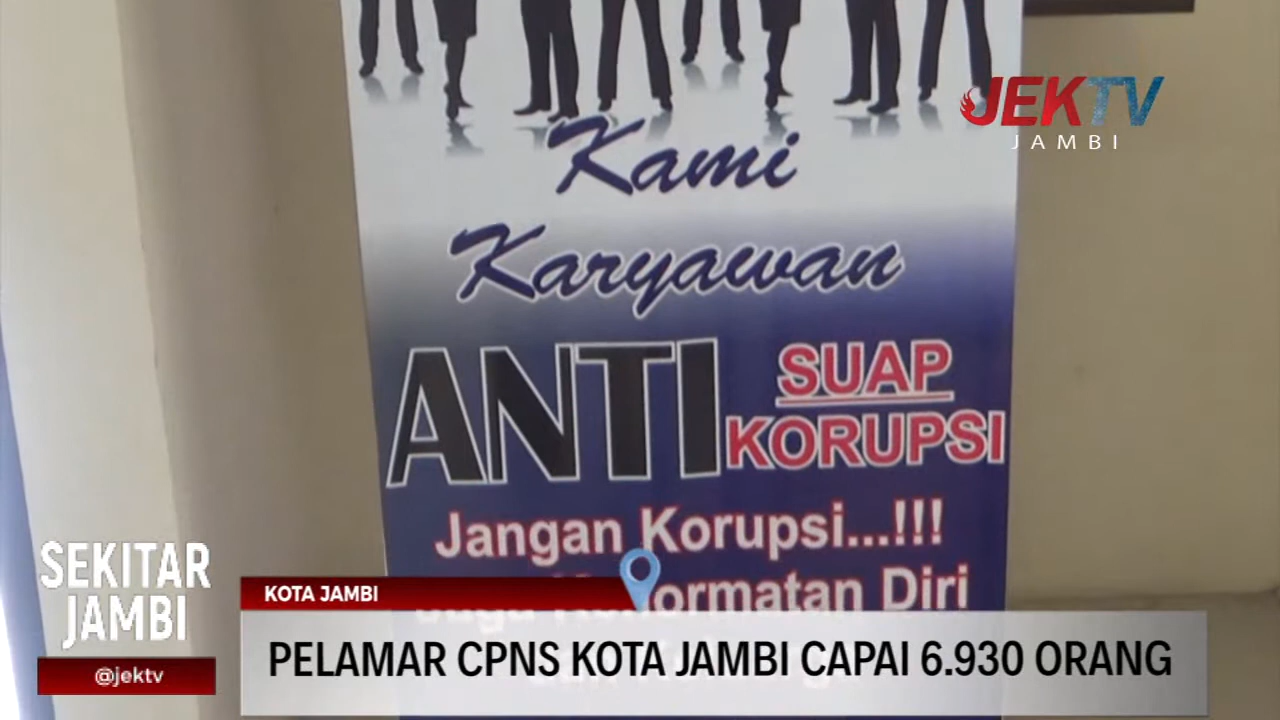 JEKTV
JAMBI
Kami
Karyawan
ANTI SUAP
KORUPSI
Jangan Korupsi...!!!
Diri
SEKITAR
JAMBI
@jektv
KOTA JAMBI
PELAMAR CPNS KOTA JAMBI CAPAI 6.930 ORANG